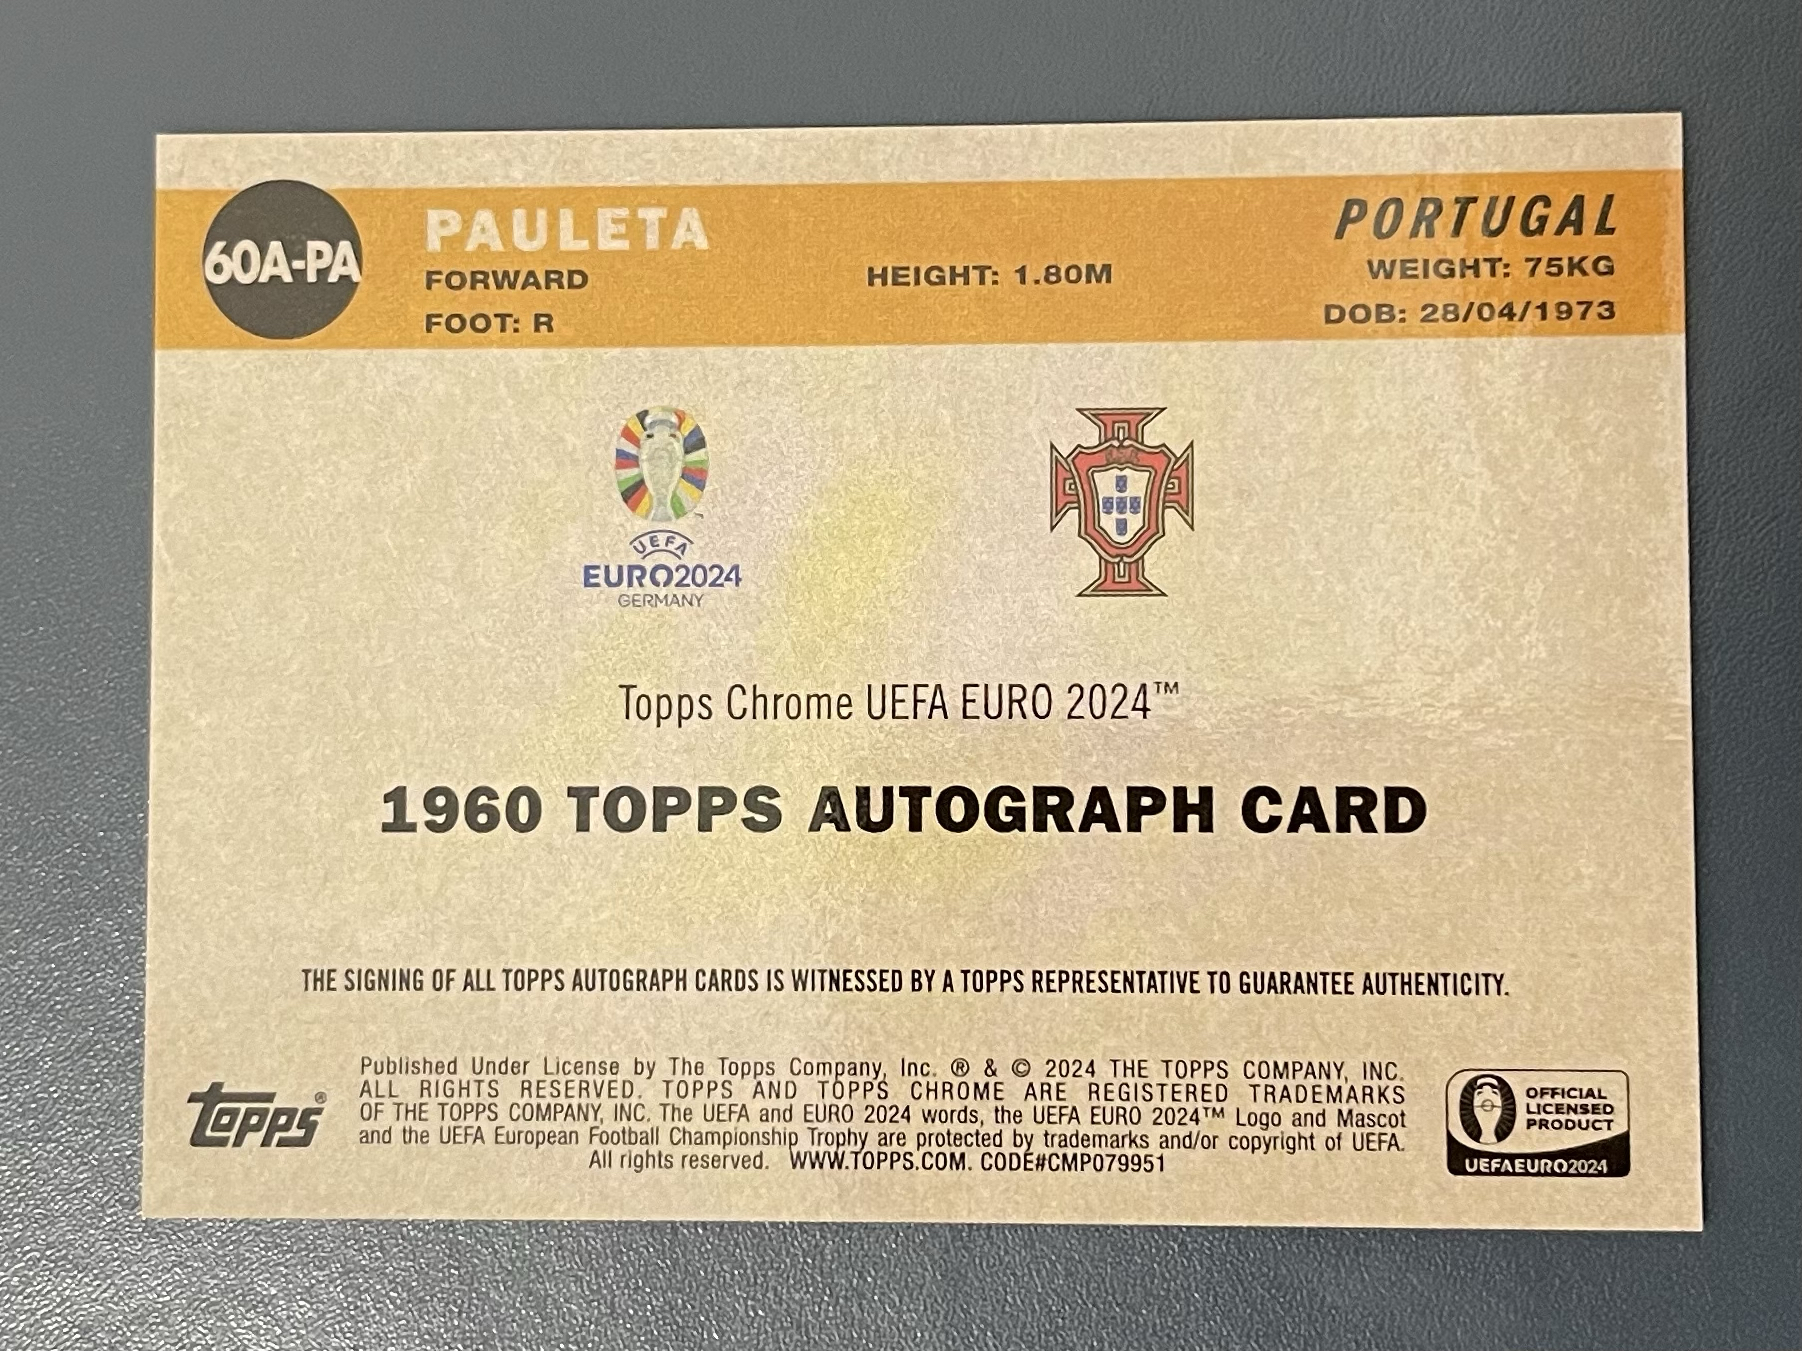 60A-PA
PAULETA
FORWARD
FOOT: R
HEIGHT: 1.80M
PORTUGAL
WEIGHT: 75KG
DOB: 28/04/1973
UEFA
EURO2024
GERMANY
Topps Chrome UEFA EURO 2024™
1960 TOPPS AUTOGRAPH CARD
THE SIGNING OF ALL TOPPS AUTOGRAPH CARDS IS WITNESSED BY A TOPPS REPRESENTATIVE TO GUARANTEE AUTHENTICITY.
topps®
Published Under License by The Topps Company, Inc. ® & © 2024 THE TOPPS COMPANY, INC.
ALL RIGHTS RESERVED. TOPPS AND TOPPS CHROME ARE REGISTERED TRADEMARKS
OF THE TOPPS COMPANY, INC. The UEFA and EURO 2024 words, the UEFA EURO 2024™ Logo and Mascot
and the UEFA European Football Championship Trophy are protected by trademarks and/or copyright of UEFA.
All rights reserved. WWW.TOPPS.COM. CODE#CMP079951
OFFICIAL
LICENSED
PRODUCT
UEFAEURO2024